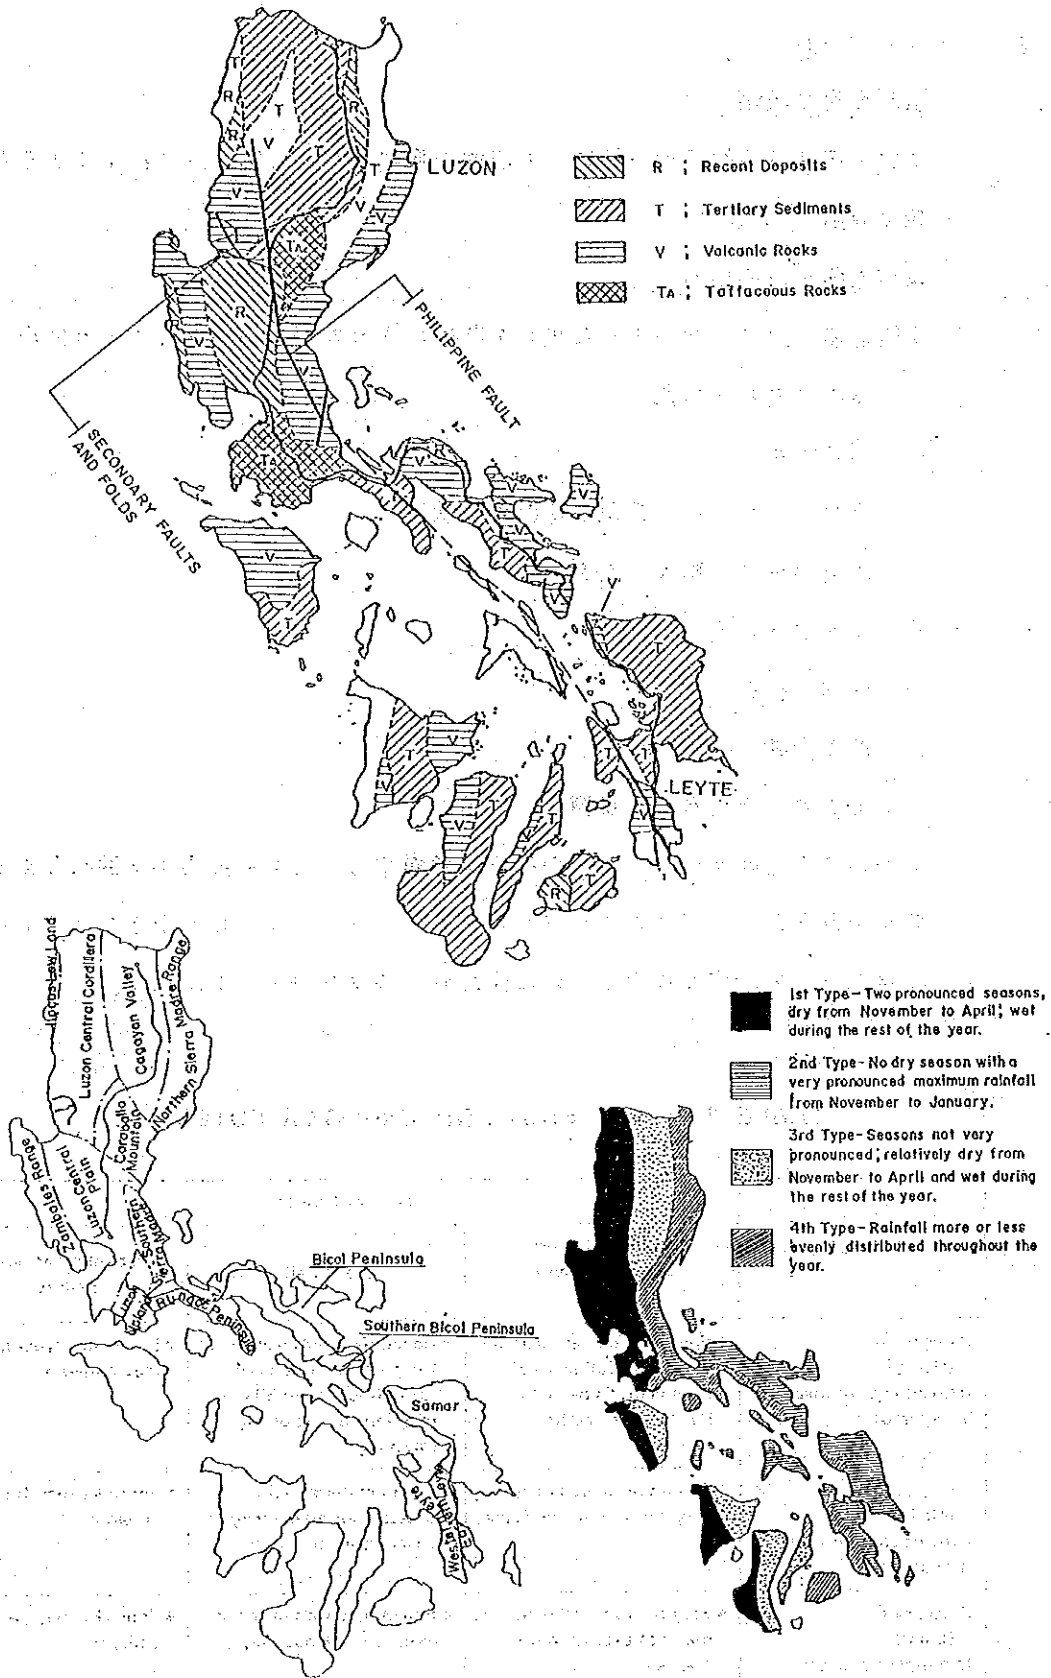 T
R
R
T
V
T
R
T
V
V
V
T
TA
LUZON
R ; Recent Deposits
T ; Tertiary Sediments
V ; Volcanic Rocks
TA ; Taffaceous Rocks
R
V
R
V
PHILIPPINE FAULT
SECONDARY FAULTS
AND FOLDS
TA
R
V
V
V
V
V
T
V
V
T
V
T
T
V
T
V
T
T
LEYTE
V
V
T
V
T
R
T
Ilocos Low Land
Luzon Central Cordillera
Cagayan Valley
Northern Sierra Madre Range
Caraballo
Mountain
Zambales Range
Luzon Central
Plain
Southern
Sierra Madre
Luzon
Bicol Peninsula
Southern Bicol Peninsula
Samar
1st Type-Two pronounced seasons,
dry from November to April; wet
during the rest of the year.
2nd Type-No dry season with a
very pronounced maximum rainfall
from November to January.
3rd Type-Seasons not very
pronounced; relatively dry from
November to April and wet during
the rest of the year.
4th Type-Rainfall more or less
evenly distributed throughout the
year.